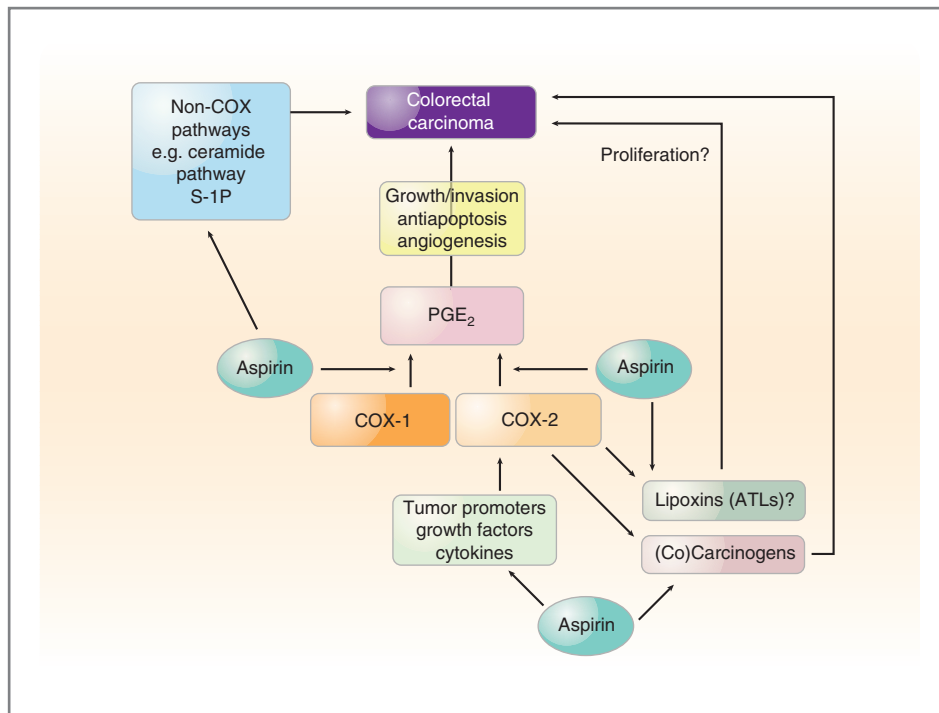 Non-COX
pathways
e.g. ceramide
pathway
S-1P
Colorectal
carcinoma
Proliferation?
Growth/invasion
antiapoptosis
angiogenesis
PGE₂
Aspirin
Aspirin
COX-1
COX-2
Lipoxins (ATLs)?
Tumor promoters
growth factors
cytokines
(Co)Carcinogens
Aspirin